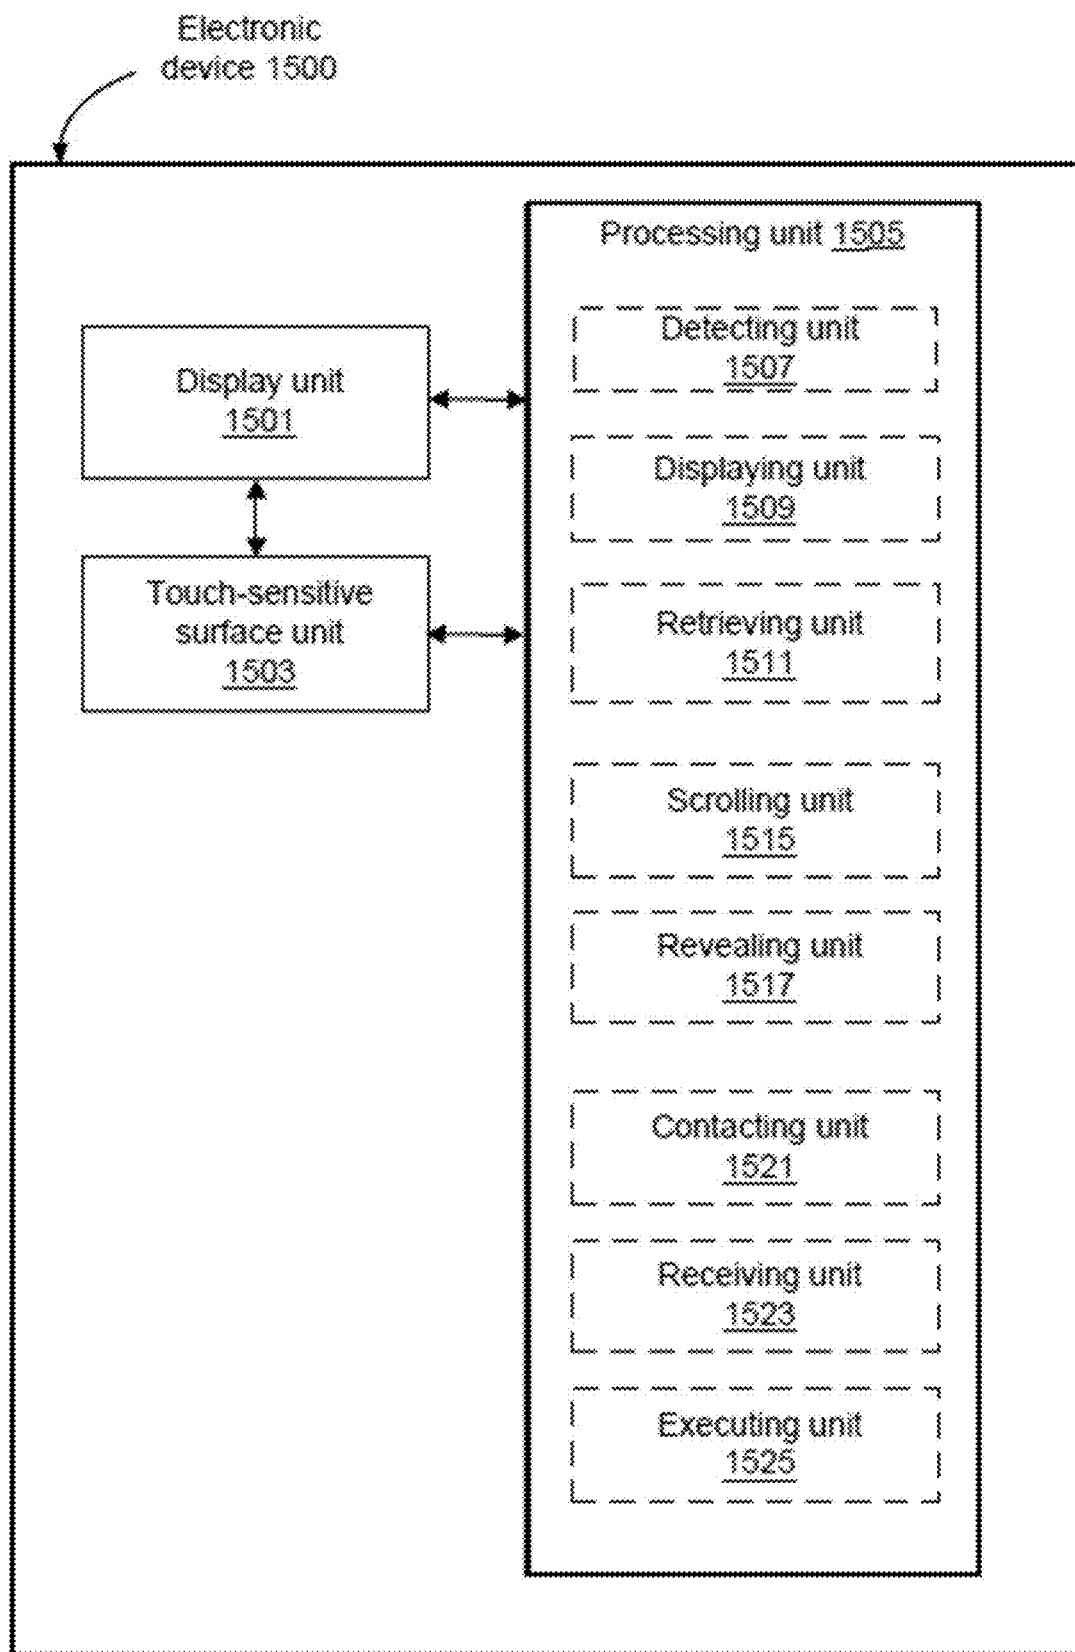 Electronic
device 1500
Processing unit 1505
Display unit
1501
Touch-sensitive
surface unit
1503
Detecting unit
1507
Displaying unit
1509
Retrieving unit
1511
Scrolling unit
1515
Revealing unit
1517
Contacting unit
1521
Receiving unit
1523
Executing unit
1525